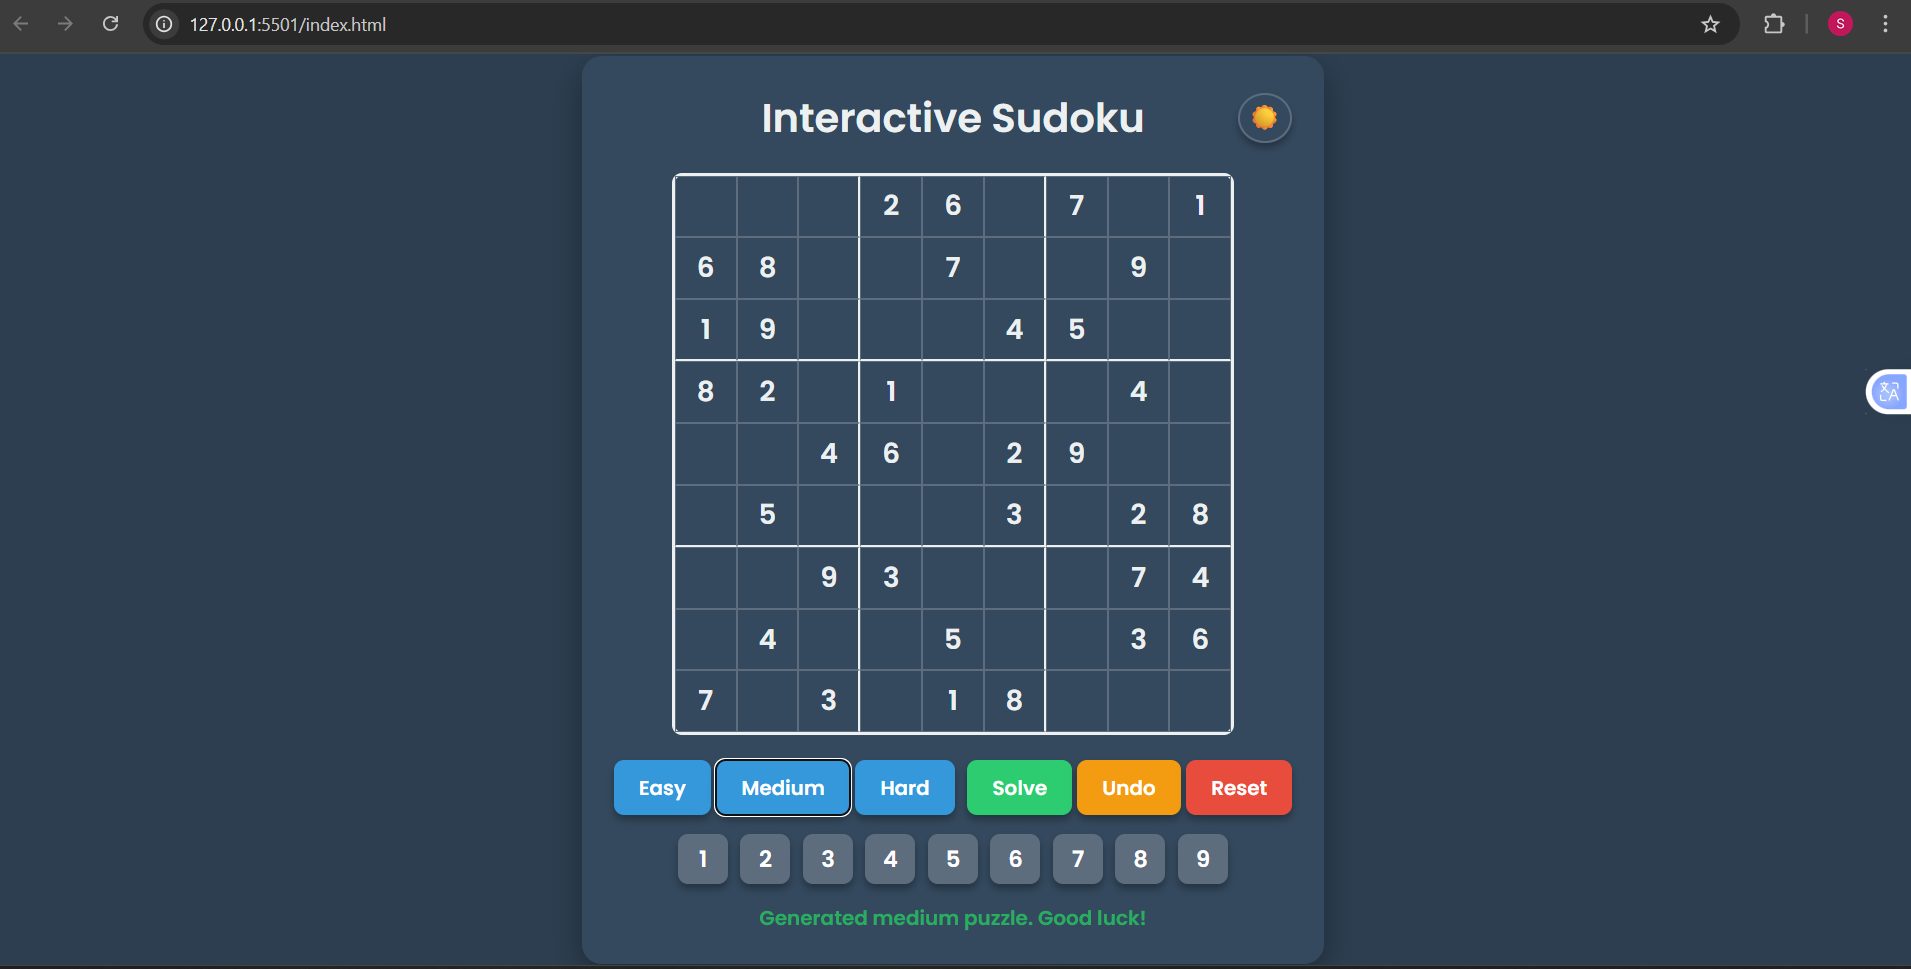 127.0.0.1:5501/index.html
S
Interactive Sudoku
2 6 7 1
6 8 7 9
1 9 4 5
8 2 1 4
4 6 2 9
5 3 2 8
9 3 7 4
4 5 3 6
7 3 1 8
Easy Medium Hard Solve Undo Reset
1 2 3 4 5 6 7 8 9
Generated medium puzzle. Good luck!